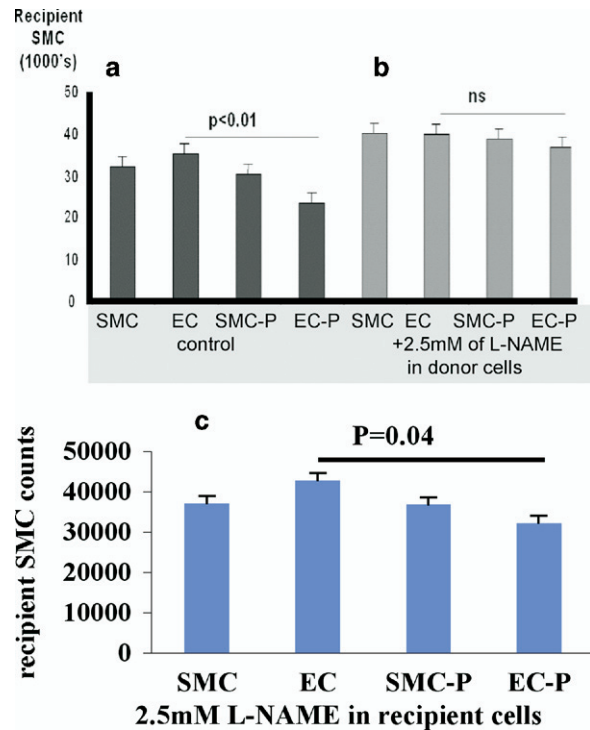 Recipient
SMC
(1000's)
a
b
50
40
30
20
10
0
p<0.01
ns
SMC EC SMC-P EC-P SMC EC SMC-P EC-P
control
+2.5mM of L-NAME
in donor cells
c
P=0.04
recipient SMC counts
50000
40000
30000
20000
10000
0
SMC EC SMC-P EC-P
2.5mM L-NAME in recipient cells